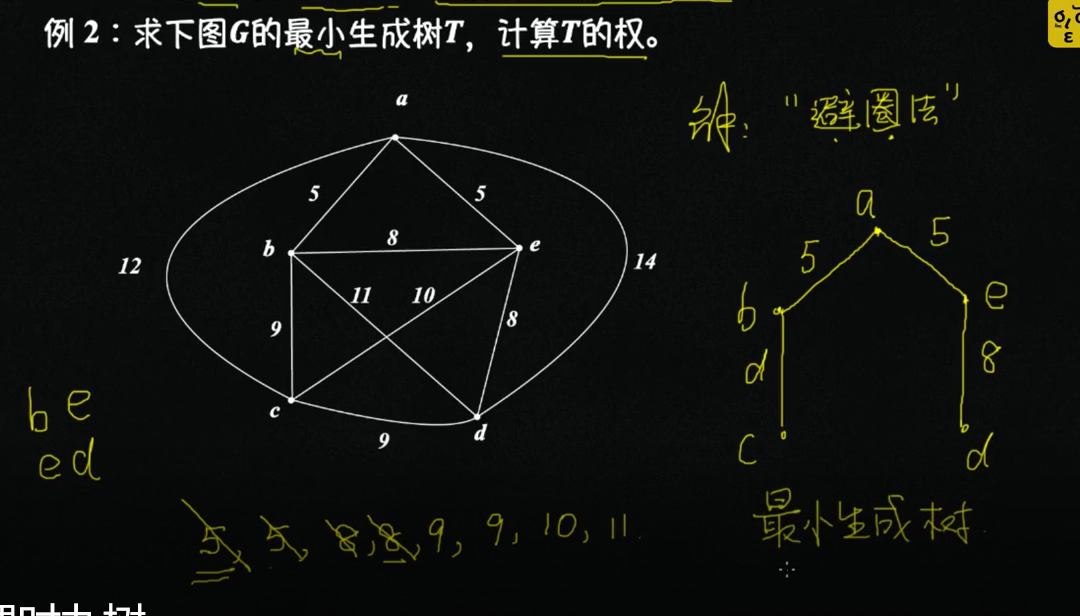 例 2：求下图G的最小生成树T，计算T的权。
解："避圈法"
a
5
5
b
8
e
12
14
11
10
9
8
c
9
d
a
5
5
b
e
d
8
c
d
b e
e d
5, 5, 8, 8, 9, 9, 10, 11
最小生成树